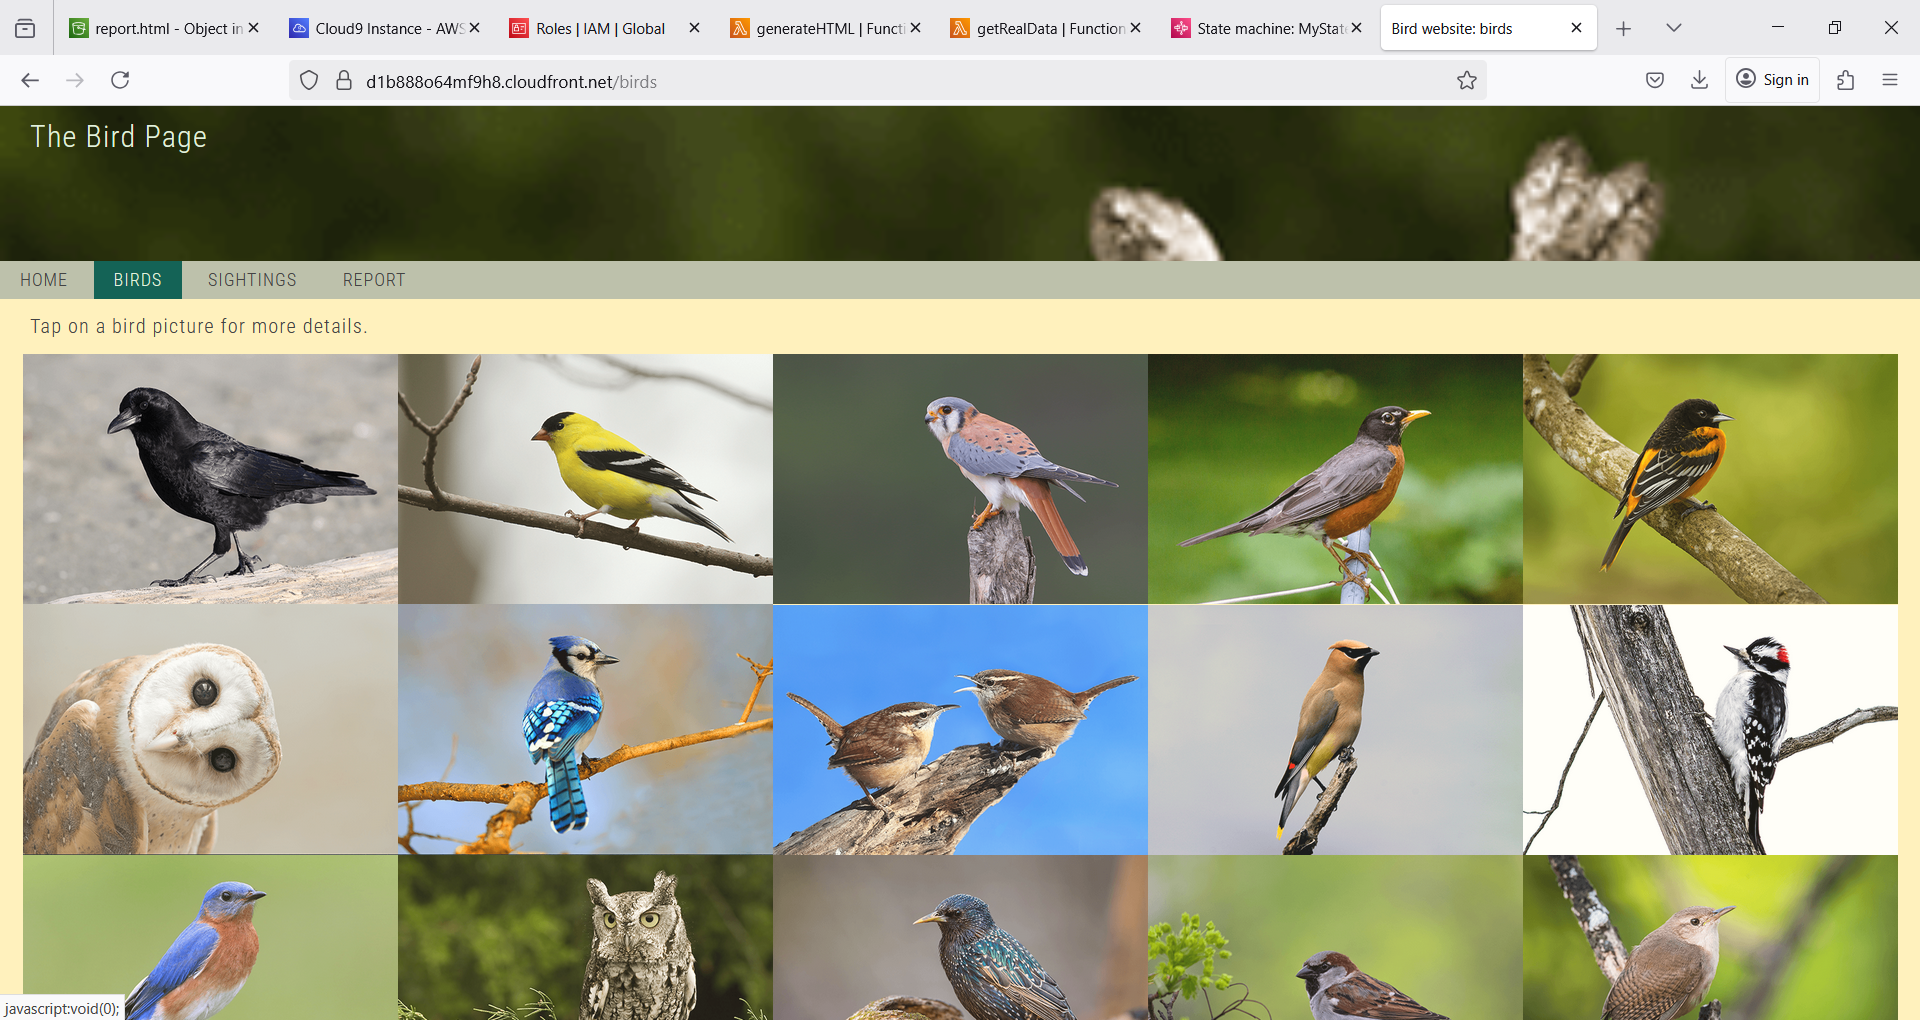 report.html - Object in
Cloud9 Instance - AWS
Roles | IAM | Global
generateHTML | Functi
getRealData | Function
State machine: MyState
Bird website: birds
d1b888o64mf9h8.cloudfront.net/birds
Sign in
The Bird Page
HOME
BIRDS
SIGHTINGS
REPORT
Tap on a bird picture for more details.
javascript:void(0);